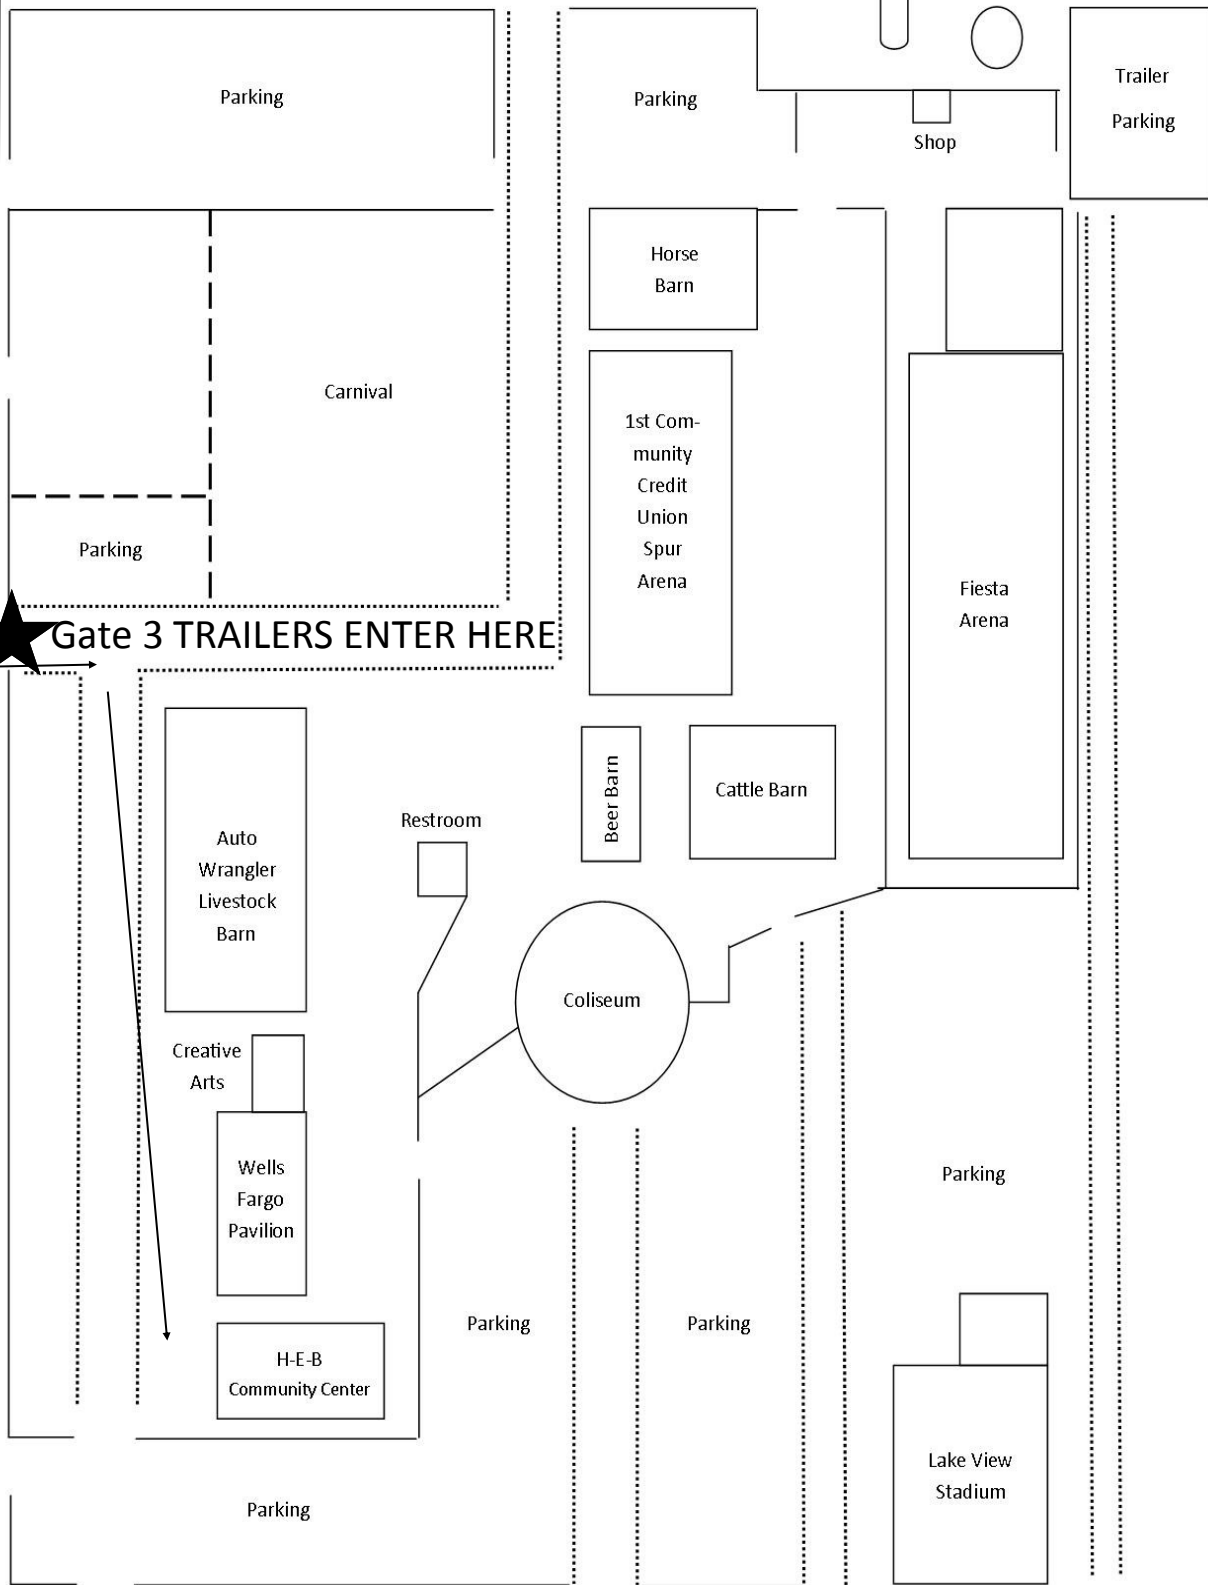 Parking
Parking
Trailer
Parking
Shop
Horse
Barn
Carnival
1st Com-
munity
Credit
Union
Spur
Arena
Parking
Fiesta
Arena
Gate 3 TRAILERS ENTER HERE
Beer Barn
Cattle Barn
Restroom
Auto
Wrangler
Livestock
Barn
Coliseum
Creative
Arts
Wells
Fargo
Pavilion
Parking
Parking
Parking
H-E-B
Community Center
Lake View
Stadium
Parking